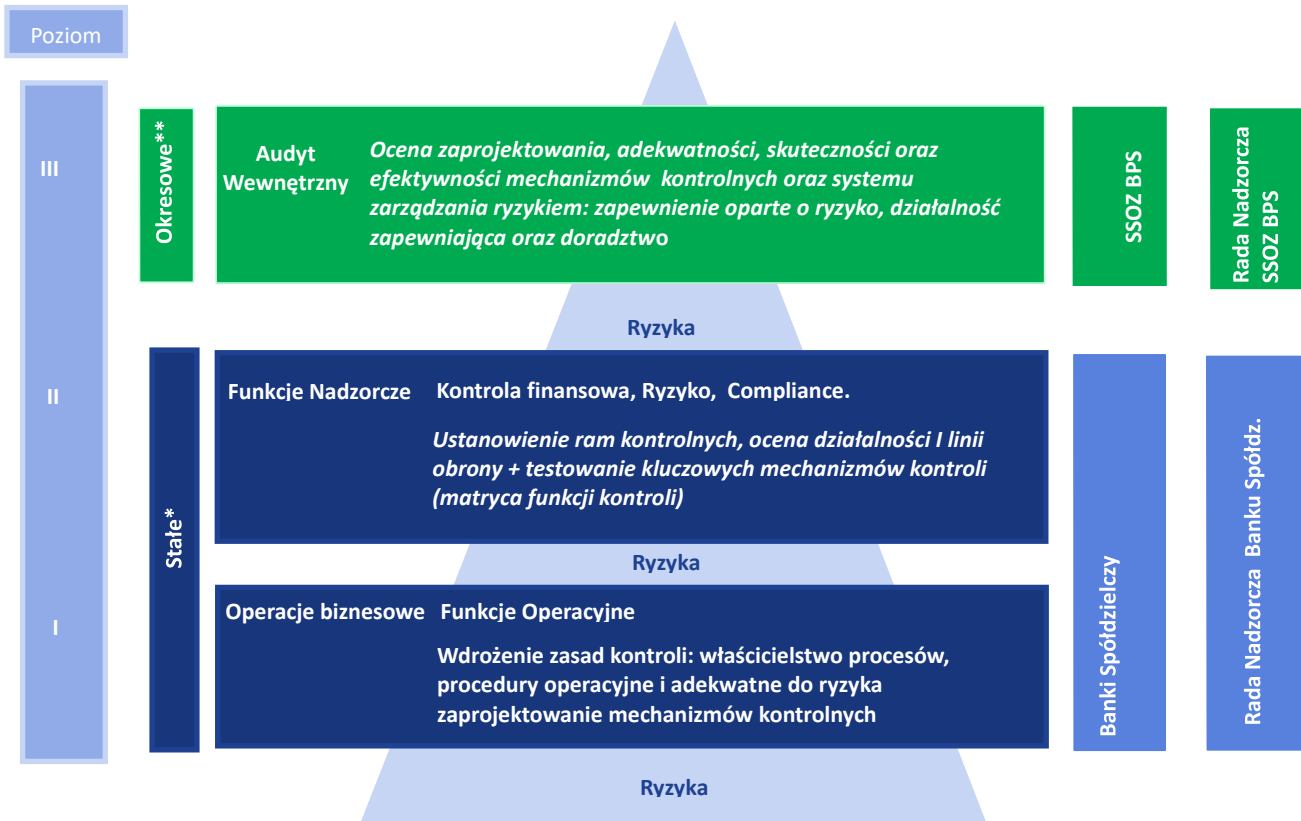 Poziom
III
Okresowe**
Audyt
Wewnętrzny
Ocena zaprojektowania, adekwatności, skuteczności oraz
efektywności mechanizmów kontrolnych oraz systemu
zarządzania ryzykiem: zapewnienie oparte o ryzyko, działalność
zapewniająca oraz doradztwo
SSOZ BPS
Rada Nadzorcza
SSOZ BPS
Ryzyka
II
Stałe*
Funkcje Nadzorcze
Kontrola finansowa, Ryzyko, Compliance.
Ustanowienie ram kontrolnych, ocena działalności I linii
obrony + testowanie kluczowych mechanizmów kontroli
(matryca funkcji kontroli)
Banki Spółdzielczy
Rada Nadzorcza Banku Spółdz.
Ryzyka
I
Operacje biznesowe
Funkcje Operacyjne
Wdrożenie zasad kontroli: właścicielstwo procesów,
procedury operacyjne i adekwatne do ryzyka
zaprojektowanie mechanizmów kontrolnych
Ryzyka